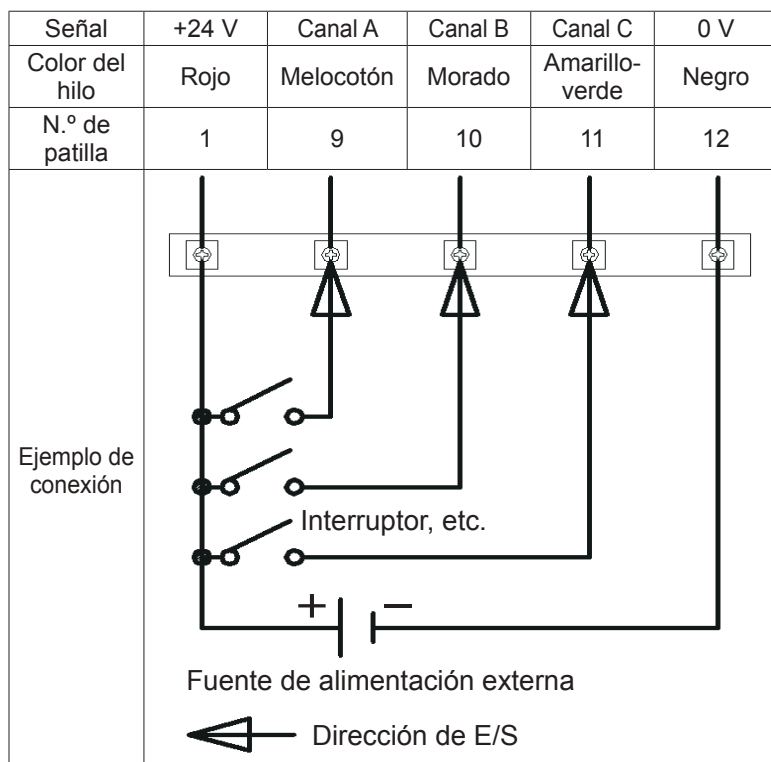 Señal +24 V Canal A Canal B Canal C 0 V
Color del hilo Rojo Melocotón Morado Amarillo-verde Negro
N.º de patilla 1 9 10 11 12
Ejemplo de conexión
Interruptor, etc.
+ −
Fuente de alimentación externa
Dirección de E/S